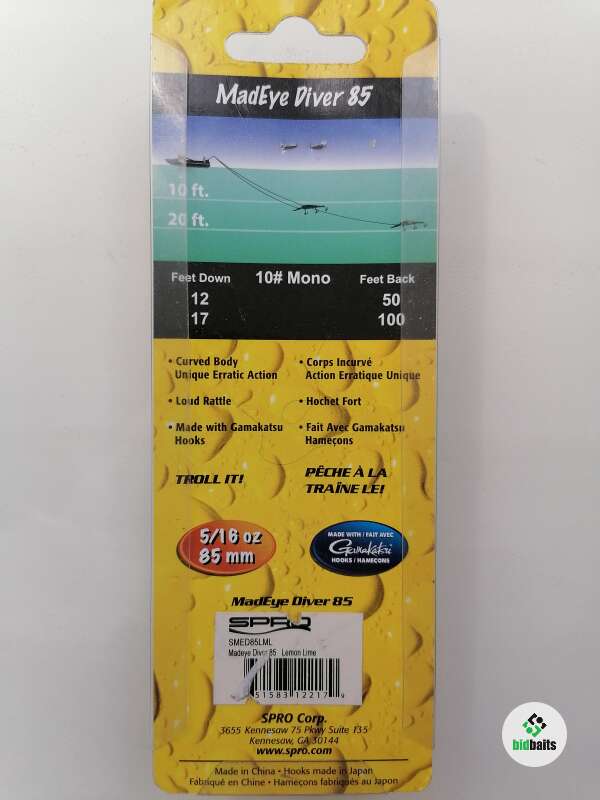 MadEye Diver 85
10 ft.
20 ft.
Feet Down 10# Mono Feet Back
12 50
17 100
• Curved Body
Unique Erratic Action
• Loud Rattle
• Made with Gamakatsu
Hooks
• Corps Incurvé
Action Erratique Unique
• Hochet Fort
• Fait Avec Gamakatsu
Hameçons
TROLL IT!
PÊCHE À LA
TRAÎNE LE!
5/16 oz
85 mm
MADE WITH / FAIT AVEC
Gamakatsu
HOOKS / HAMEÇONS
MadEye Diver 85
SPRO
SMED85LML
Madeye Diver 85 Lemon Lime
51583 12217 9
SPRO Corp.
3655 Kennesaw 75 Pkwy Suite 135
Kennesaw, GA 30144
www.spro.com
Made in China • Hooks made in Japan
Fabriqué en Chine • Hameçons fabriqués au Japon
bidbaits